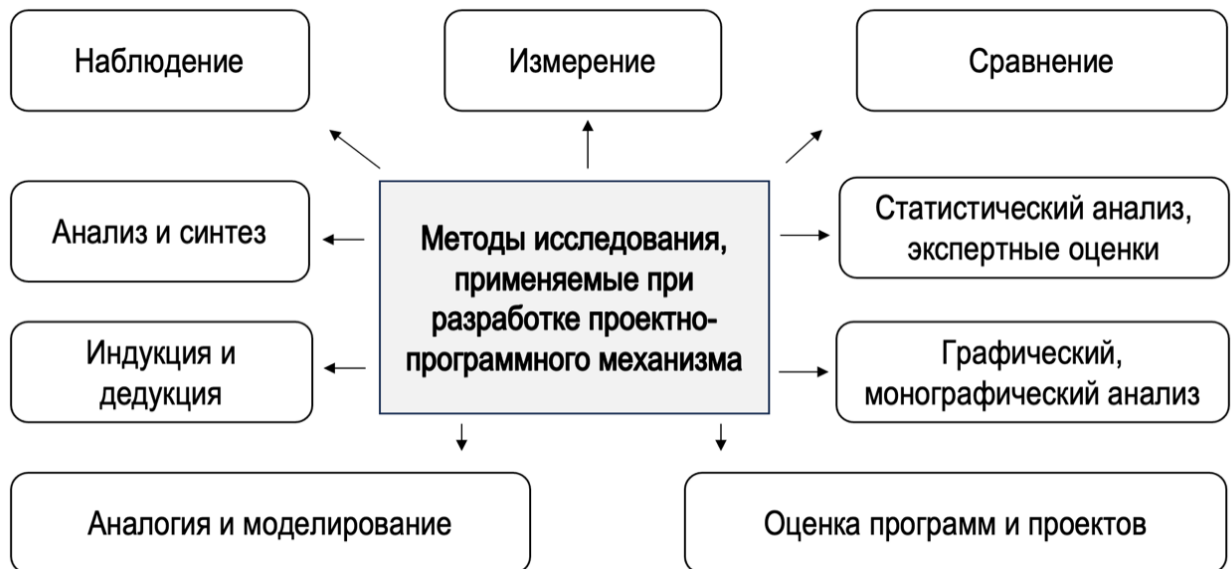 Наблюдение
Измерение
Сравнение
Анализ и синтез
Методы исследования,
применяемые при
разработке проектно-
программного механизма
Статистический анализ,
экспертные оценки
Индукция и
дедукция
Графический,
монографический анализ
Аналогия и моделирование
Оценка программ и проектов